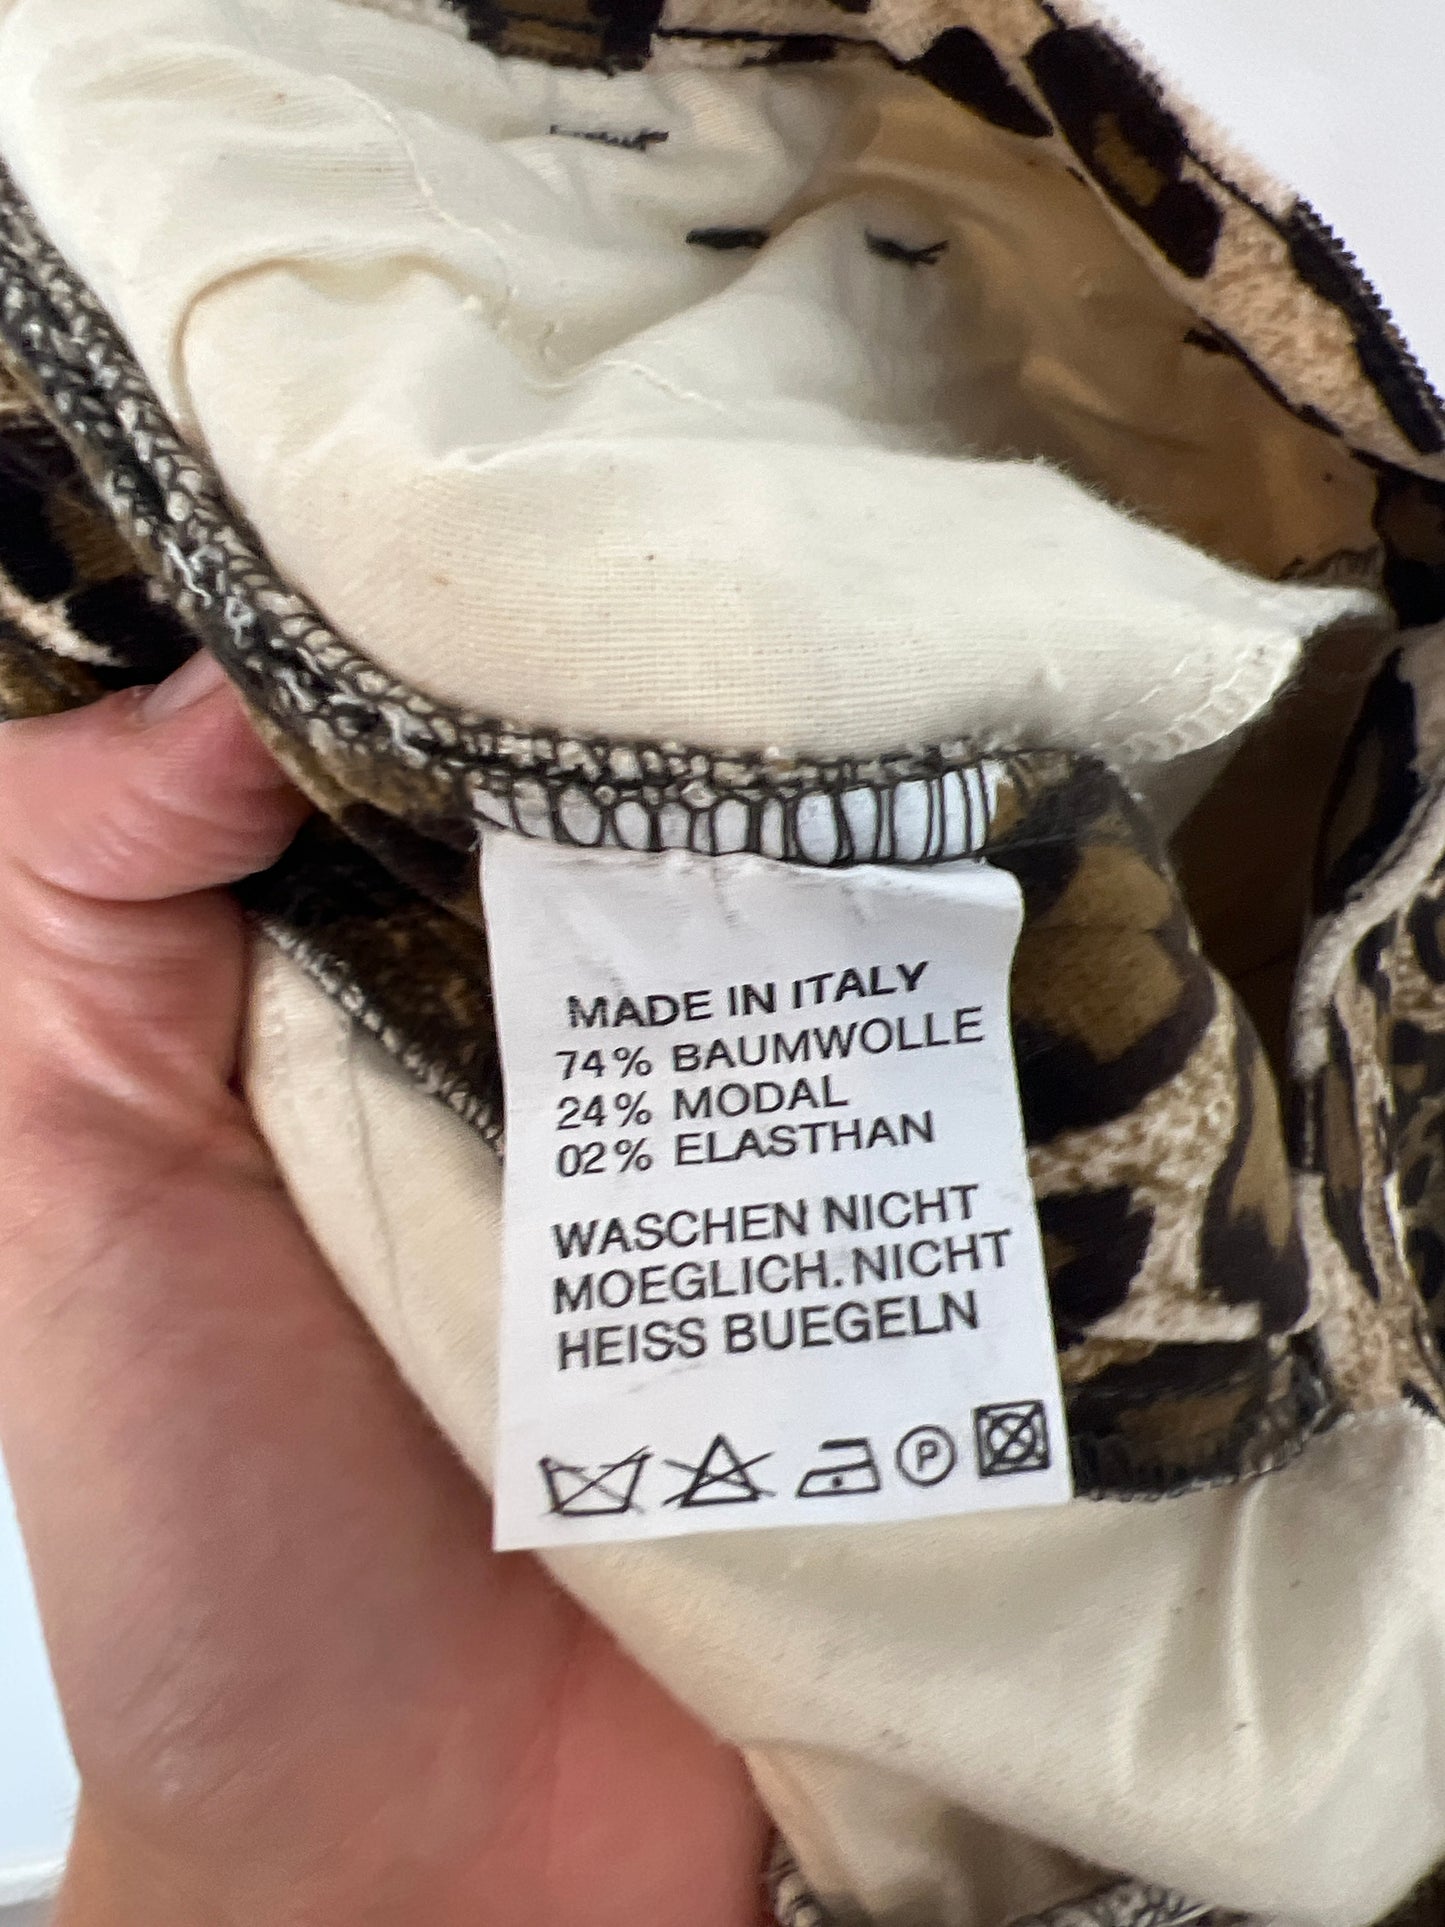 MADE IN ITALY
74% BAUMWOLLE
24% MODAL
02% ELASTHAN
WASCHEN NICHT
MOEGLICH. NICHT
HEISS BUEGELN
P